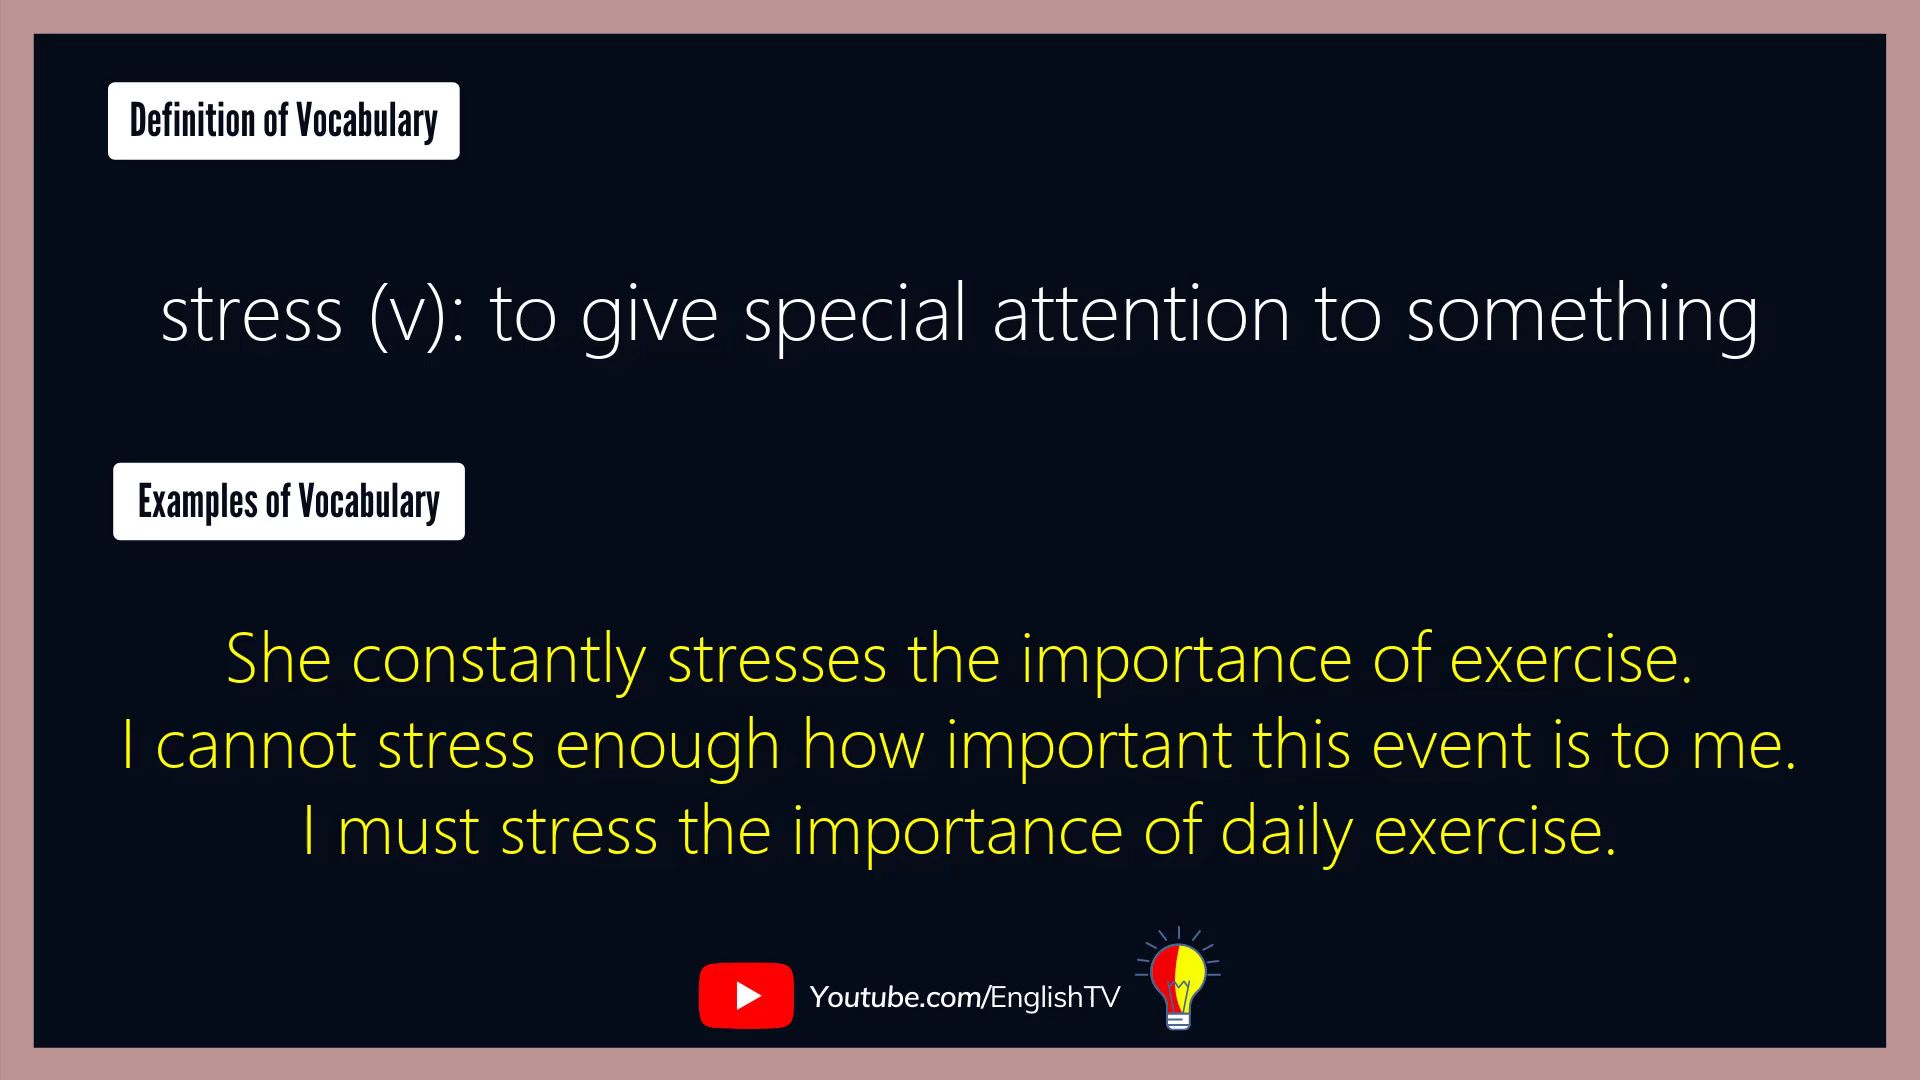 Definition of Vocabulary
stress (v): to give special attention to something
Examples of Vocabulary
She constantly stresses the importance of exercise.
I cannot stress enough how important this event is to me.
I must stress the importance of daily exercise.
Youtube.com/EnglishTV